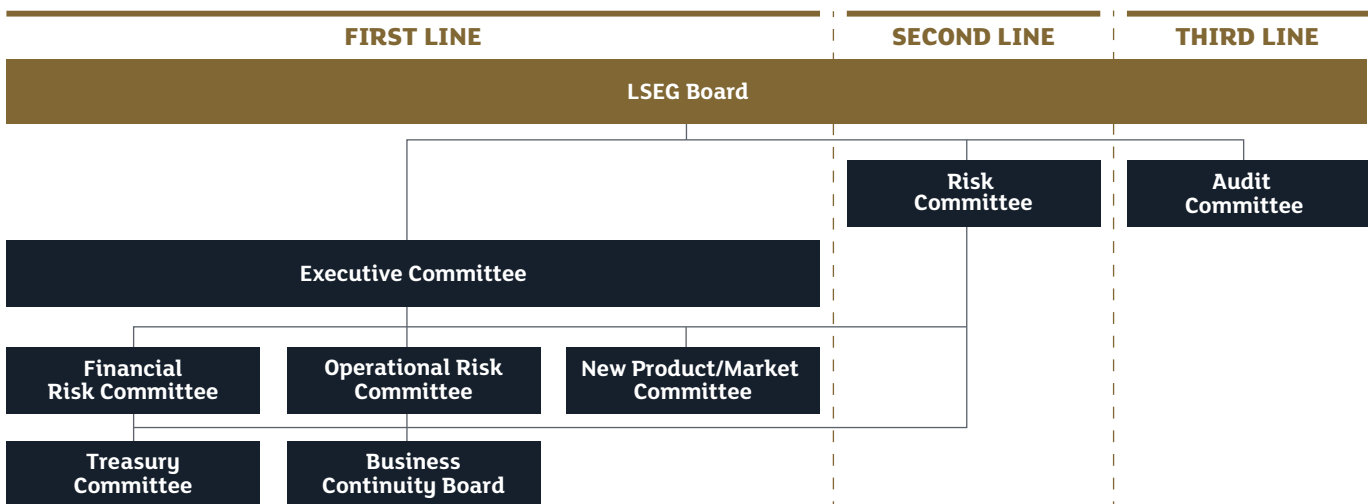 FIRST LINE
SECOND LINE
THIRD LINE
LSEG Board
Risk
Committee
Audit
Committee
Executive Committee
Financial
Risk Committee
Operational Risk
Committee
New Product/Market
Committee
Treasury
Committee
Business
Continuity Board